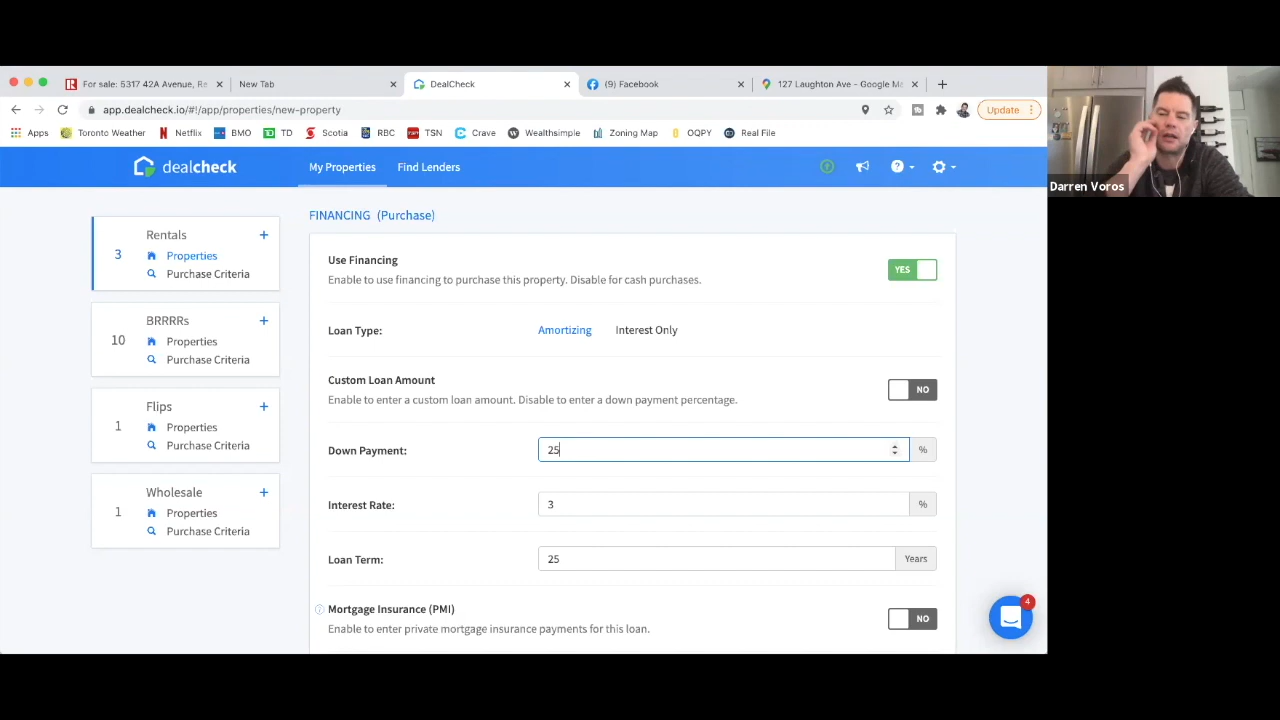 For sale: 5317 42A Avenue, Re
New Tab
DealCheck
(9) Facebook
127 Laughton Ave - Google Mo
app.dealcheck.io/#!/app/properties/new-property
Update
Apps
Toronto Weather
Netflix
BMO
TD
Scotia
RBC
TSN
Crave
Wealthsimple
Zoning Map
OQPY
Real File
dealcheck
My Properties
Find Lenders
Darren Voros
Rentals
3
Properties
Purchase Criteria
BRRRRs
10
Properties
Purchase Criteria
Flips
1
Properties
Purchase Criteria
Wholesale
1
Properties
Purchase Criteria
FINANCING (Purchase)
Use Financing
Enable to use financing to purchase this property. Disable for cash purchases.
YES
Loan Type:
Amortizing
Interest Only
Custom Loan Amount
Enable to enter a custom loan amount. Disable to enter a down payment percentage.
NO
Down Payment:
25
%
Interest Rate:
3
%
Loan Term:
25
Years
Mortgage Insurance (PMI)
Enable to enter private mortgage insurance payments for this loan.
NO
4